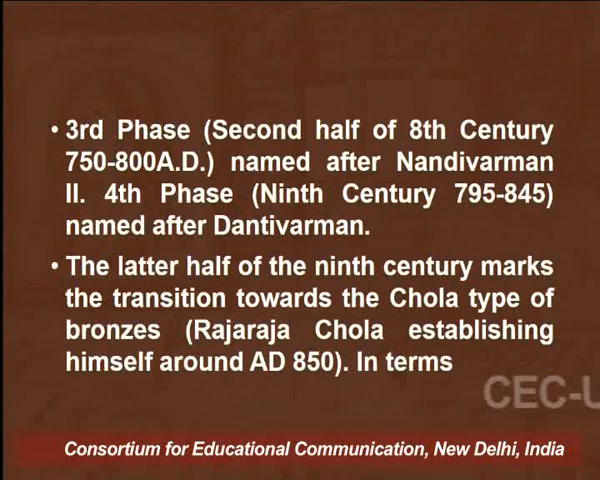 • 3rd Phase (Second half of 8th Century
750-800A.D.) named after Nandivarman
II. 4th Phase (Ninth Century 795-845)
named after Dantivarman.
• The latter half of the ninth century marks
the transition towards the Chola type of
bronzes (Rajaraja Chola establishing
himself around AD 850). In terms
CEC-U
Consortium for Educational Communication, New Delhi, India